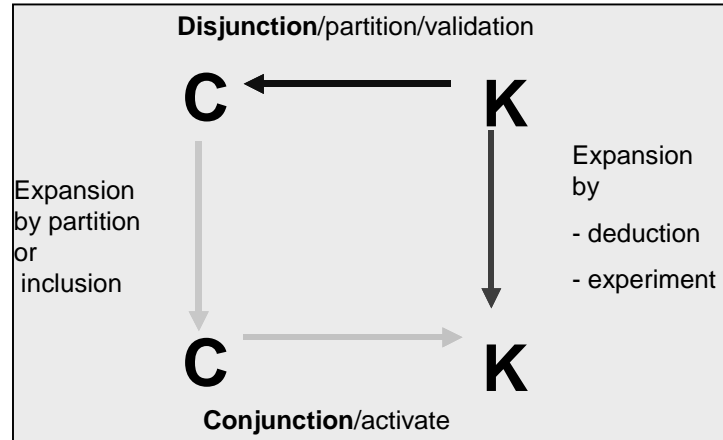 Disjunction/partition/validation
C
K
Expansion
by partition
or
inclusion
Expansion
by
- deduction
- experiment
C
K
Conjunction/activate